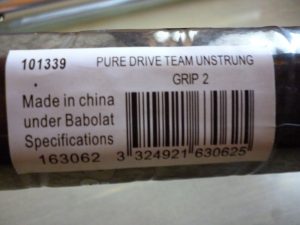 101339 PURE DRIVE TEAM UNSTRUNG
GRIP 2
Made in china
under Babolat
Specifications
163062 3 324921 630625